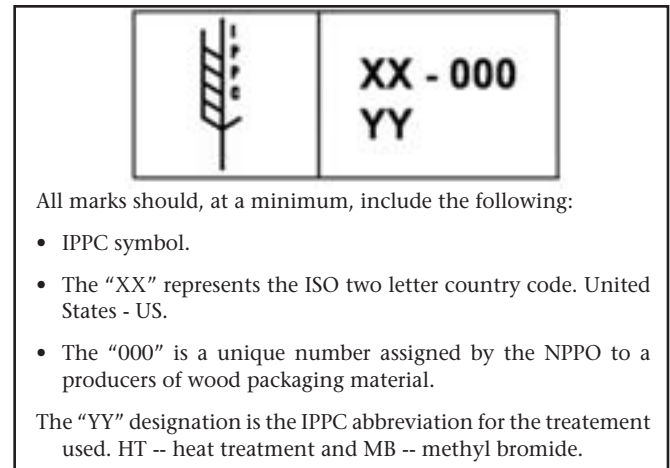 IPPC
XX - 000
YY
All marks should, at a minimum, include the following:
• IPPC symbol.
• The “XX” represents the ISO two letter country code. United
States - US.
• The “000” is a unique number assigned by the NPPO to a
producers of wood packaging material.
The “YY” designation is the IPPC abbreviation for the treatement
used. HT -- heat treatment and MB -- methyl bromide.